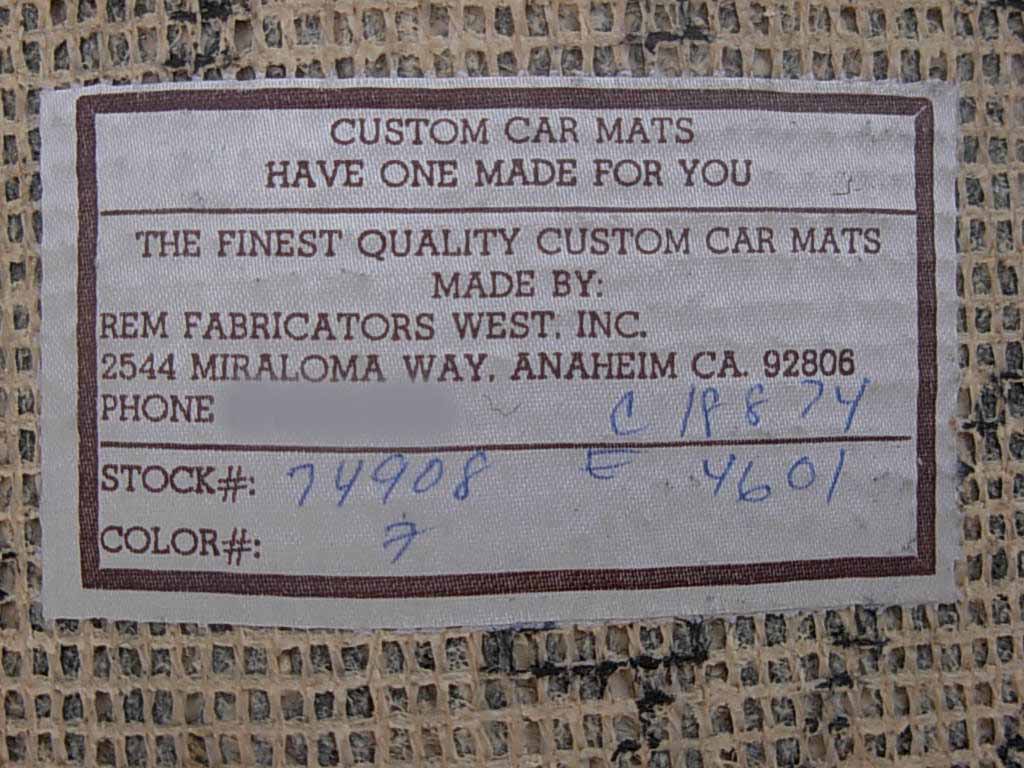 CUSTOM CAR MATS
HAVE ONE MADE FOR YOU
THE FINEST QUALITY CUSTOM CAR MATS
MADE BY:
REM FABRICATORS WEST, INC.
2544 MIRALOMA WAY, ANAHEIM CA. 92806
PHONE C 18874
STOCK#: 74908 E 4601
COLOR#: 7